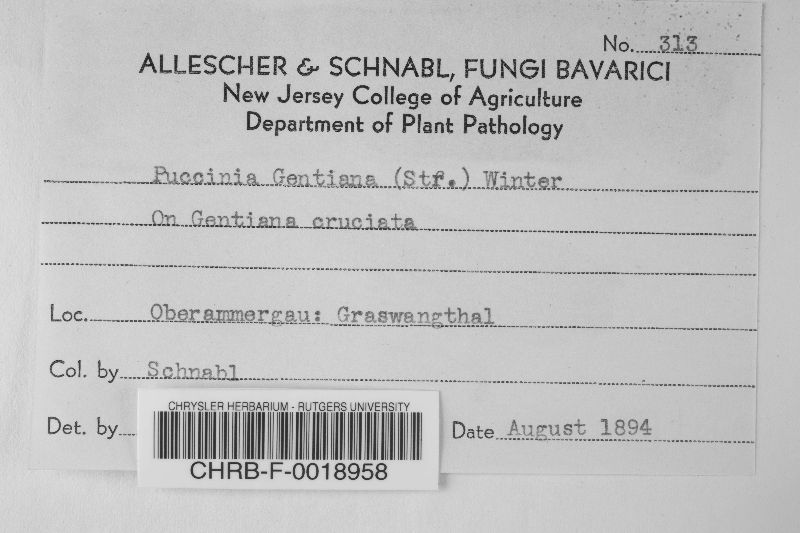 No. 313
ALLESCHER & SCHNABL, FUNGI BAVARICI
New Jersey College of Agriculture
Department of Plant Pathology
Puccinia Gentiana (Str.) Winter
On Gentiana cruciata
Loc. Oberammergau: Graswangthal
Col. by Schnabl
Det. by
Date August 1894
CHRYSLER HERBARIUM - RUTGERS UNIVERSITY
CHRB-F-0018958